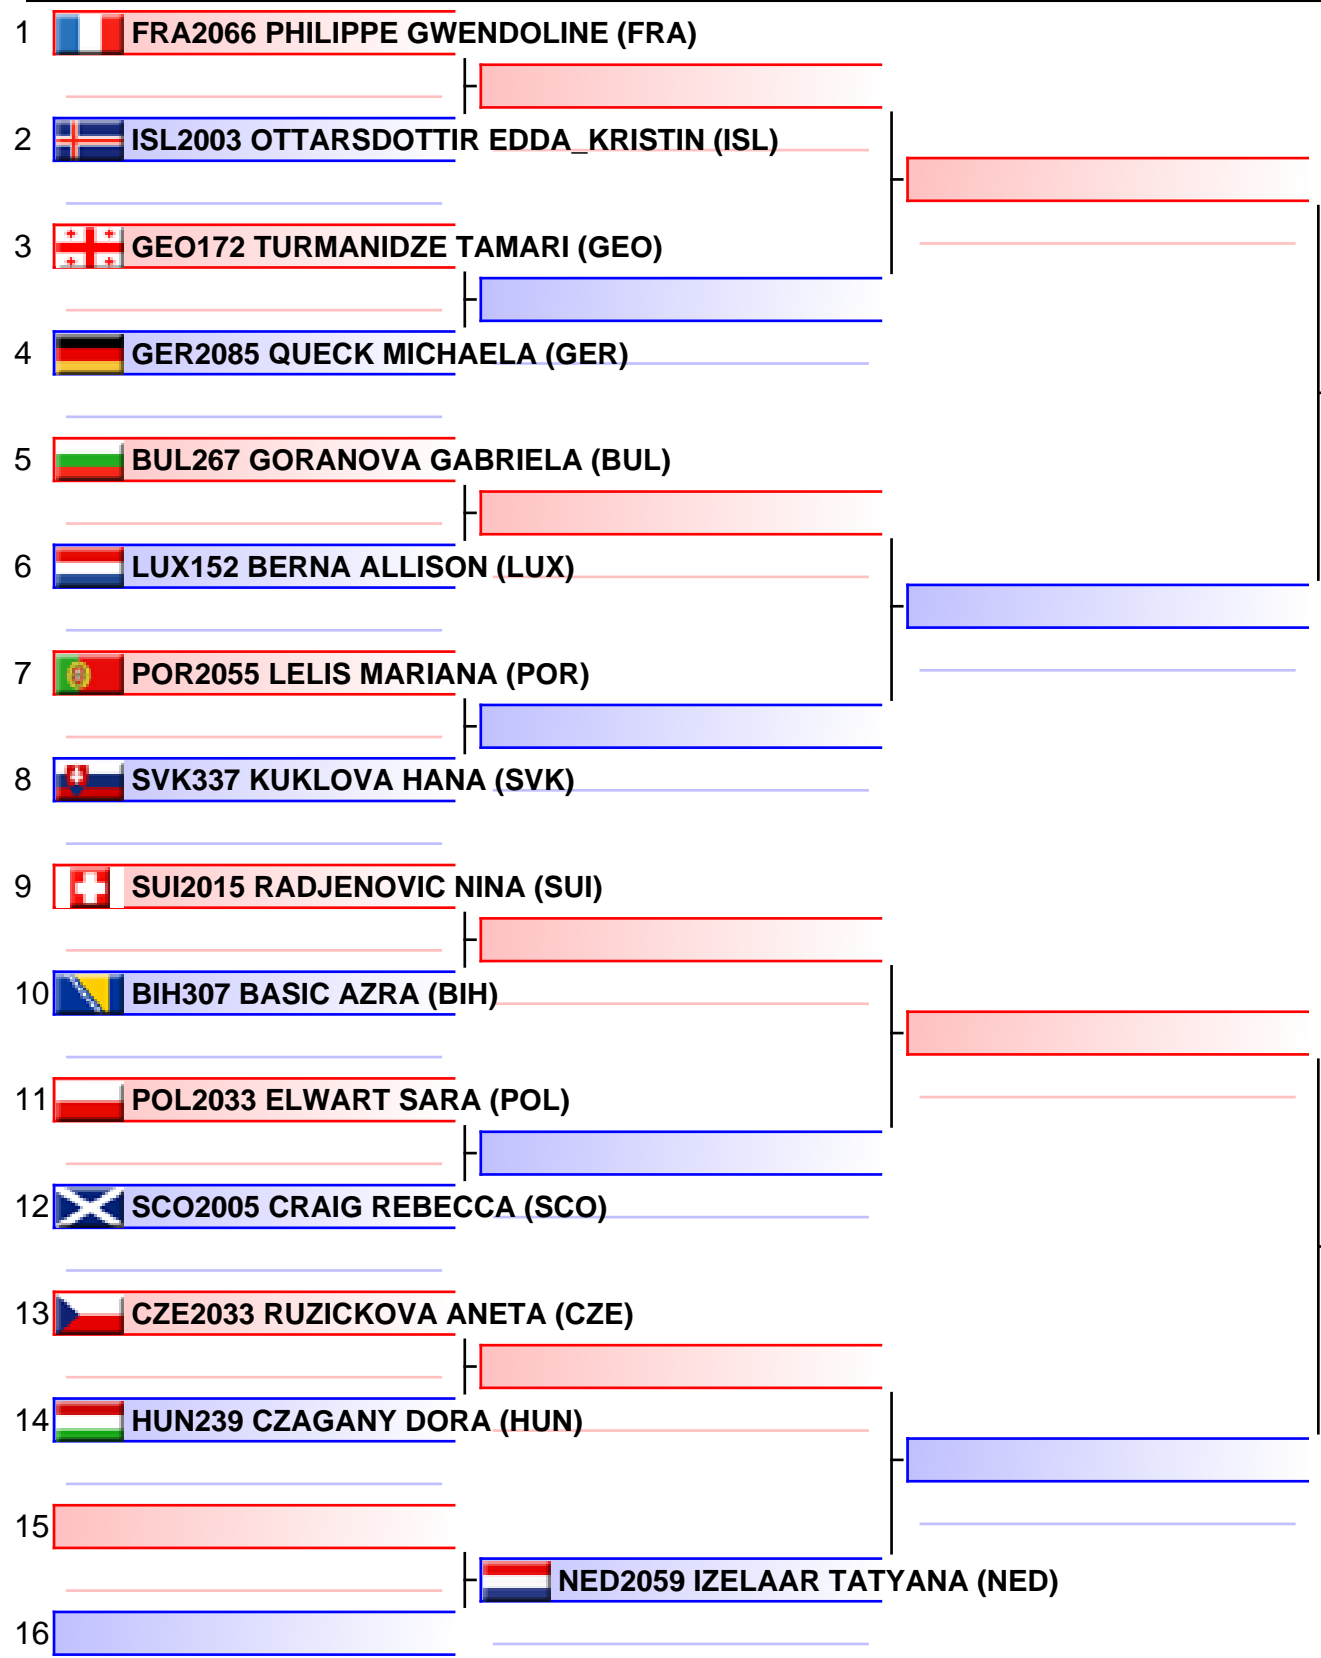 1 FRA2066 PHILIPPE GWENDOLINE (FRA)
2 ISL2003 OTTARSDOTTIR EDDA_KRISTIN (ISL)
3 GEO172 TURMANIDZE TAMARI (GEO)
4 GER2085 QUECK MICHAELA (GER)
5 BUL267 GORANOVA GABRIELA (BUL)
6 LUX152 BERNA ALLISON (LUX)
7 POR2055 LELIS MARIANA (POR)
8 SVK337 KUKLOVA HANA (SVK)
9 SUI2015 RADJENOVIC NINA (SUI)
10 BIH307 BASIC AZRA (BIH)
11 POL2033 ELWART SARA (POL)
12 SCO2005 CRAIG REBECCA (SCO)
13 CZE2033 RUZICKOVA ANETA (CZE)
14 HUN239 CZAGANY DORA (HUN)
15
NED2059 IZELAAR TATYANA (NED)
16